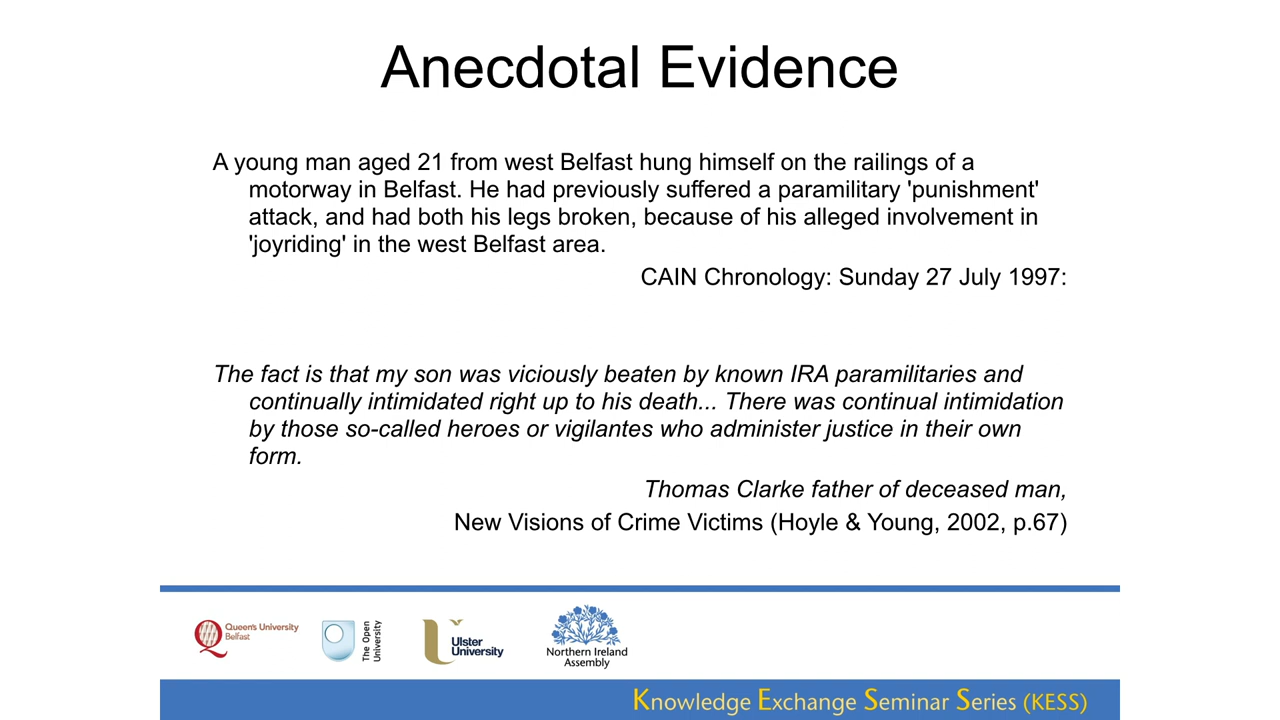 Anecdotal Evidence
A young man aged 21 from west Belfast hung himself on the railings of a
motorway in Belfast. He had previously suffered a paramilitary 'punishment'
attack, and had both his legs broken, because of his alleged involvement in
'joyriding' in the west Belfast area.
CAIN Chronology: Sunday 27 July 1997:
The fact is that my son was viciously beaten by known IRA paramilitaries and
continually intimidated right up to his death... There was continual intimidation
by those so-called heroes or vigilantes who administer justice in their own
form.
Thomas Clarke father of deceased man,
New Visions of Crime Victims (Hoyle & Young, 2002, p.67)
Queen's University
Belfast
The Open
University
Ulster
University
Northern Ireland
Assembly
Knowledge Exchange Seminar Series (KESS)